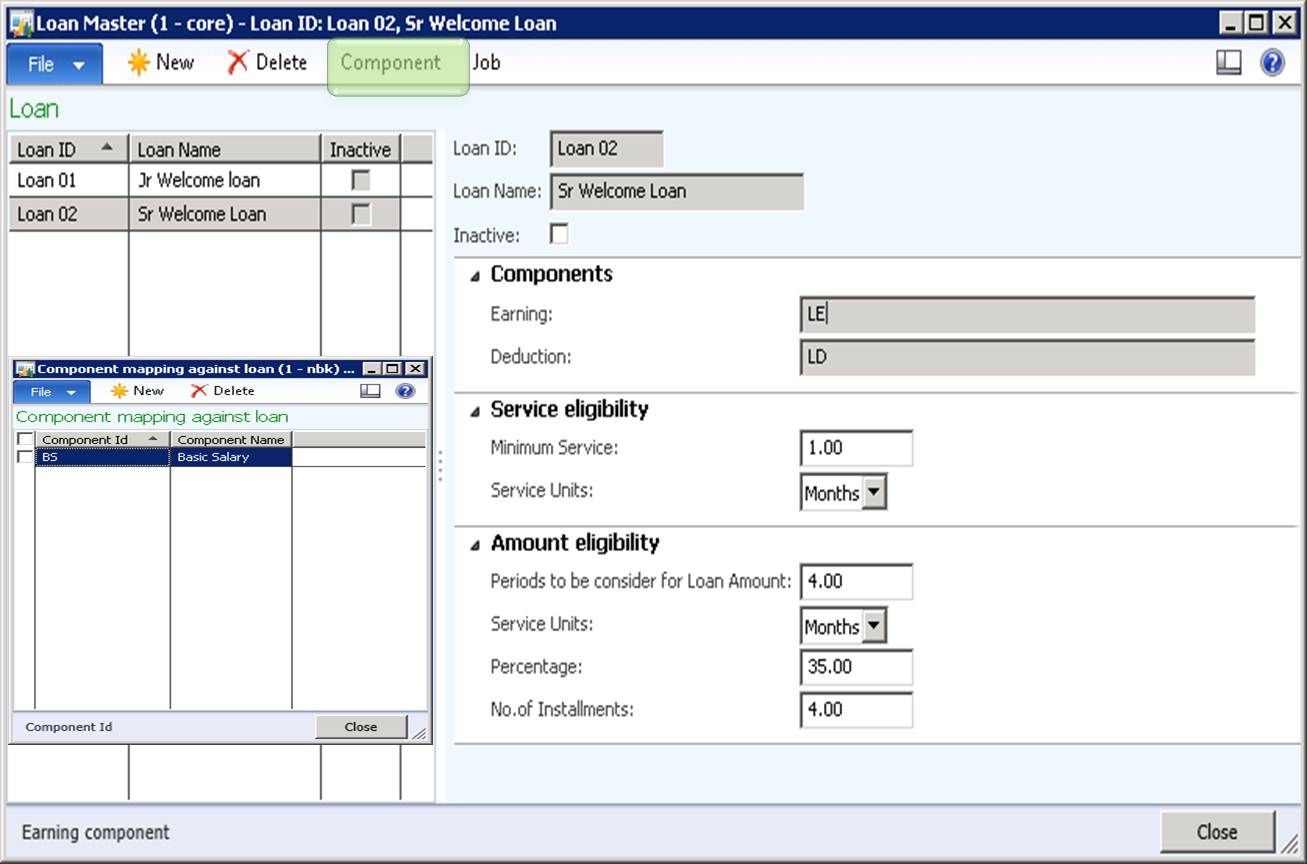 Loan Master (1 - core) - Loan ID: Loan 02, Sr Welcome Loan
File New Delete Component Job
Loan
Loan ID Loan Name Inactive
Loan 01 Jr Welcome loan
Loan 02 Sr Welcome Loan
Component mapping against loan (1 - nbk) ...
File New Delete
Component mapping against loan
Component Id Component Name
BS Basic Salary
Component Id Close
Loan ID: Loan 02
Loan Name: Sr Welcome Loan
Inactive:
Components
Earning: LE
Deduction: LD
Service eligibility
Minimum Service: 1.00
Service Units: Months
Amount eligibility
Periods to be consider for Loan Amount: 4.00
Service Units: Months
Percentage: 35.00
No.of Installments: 4.00
Earning component Close